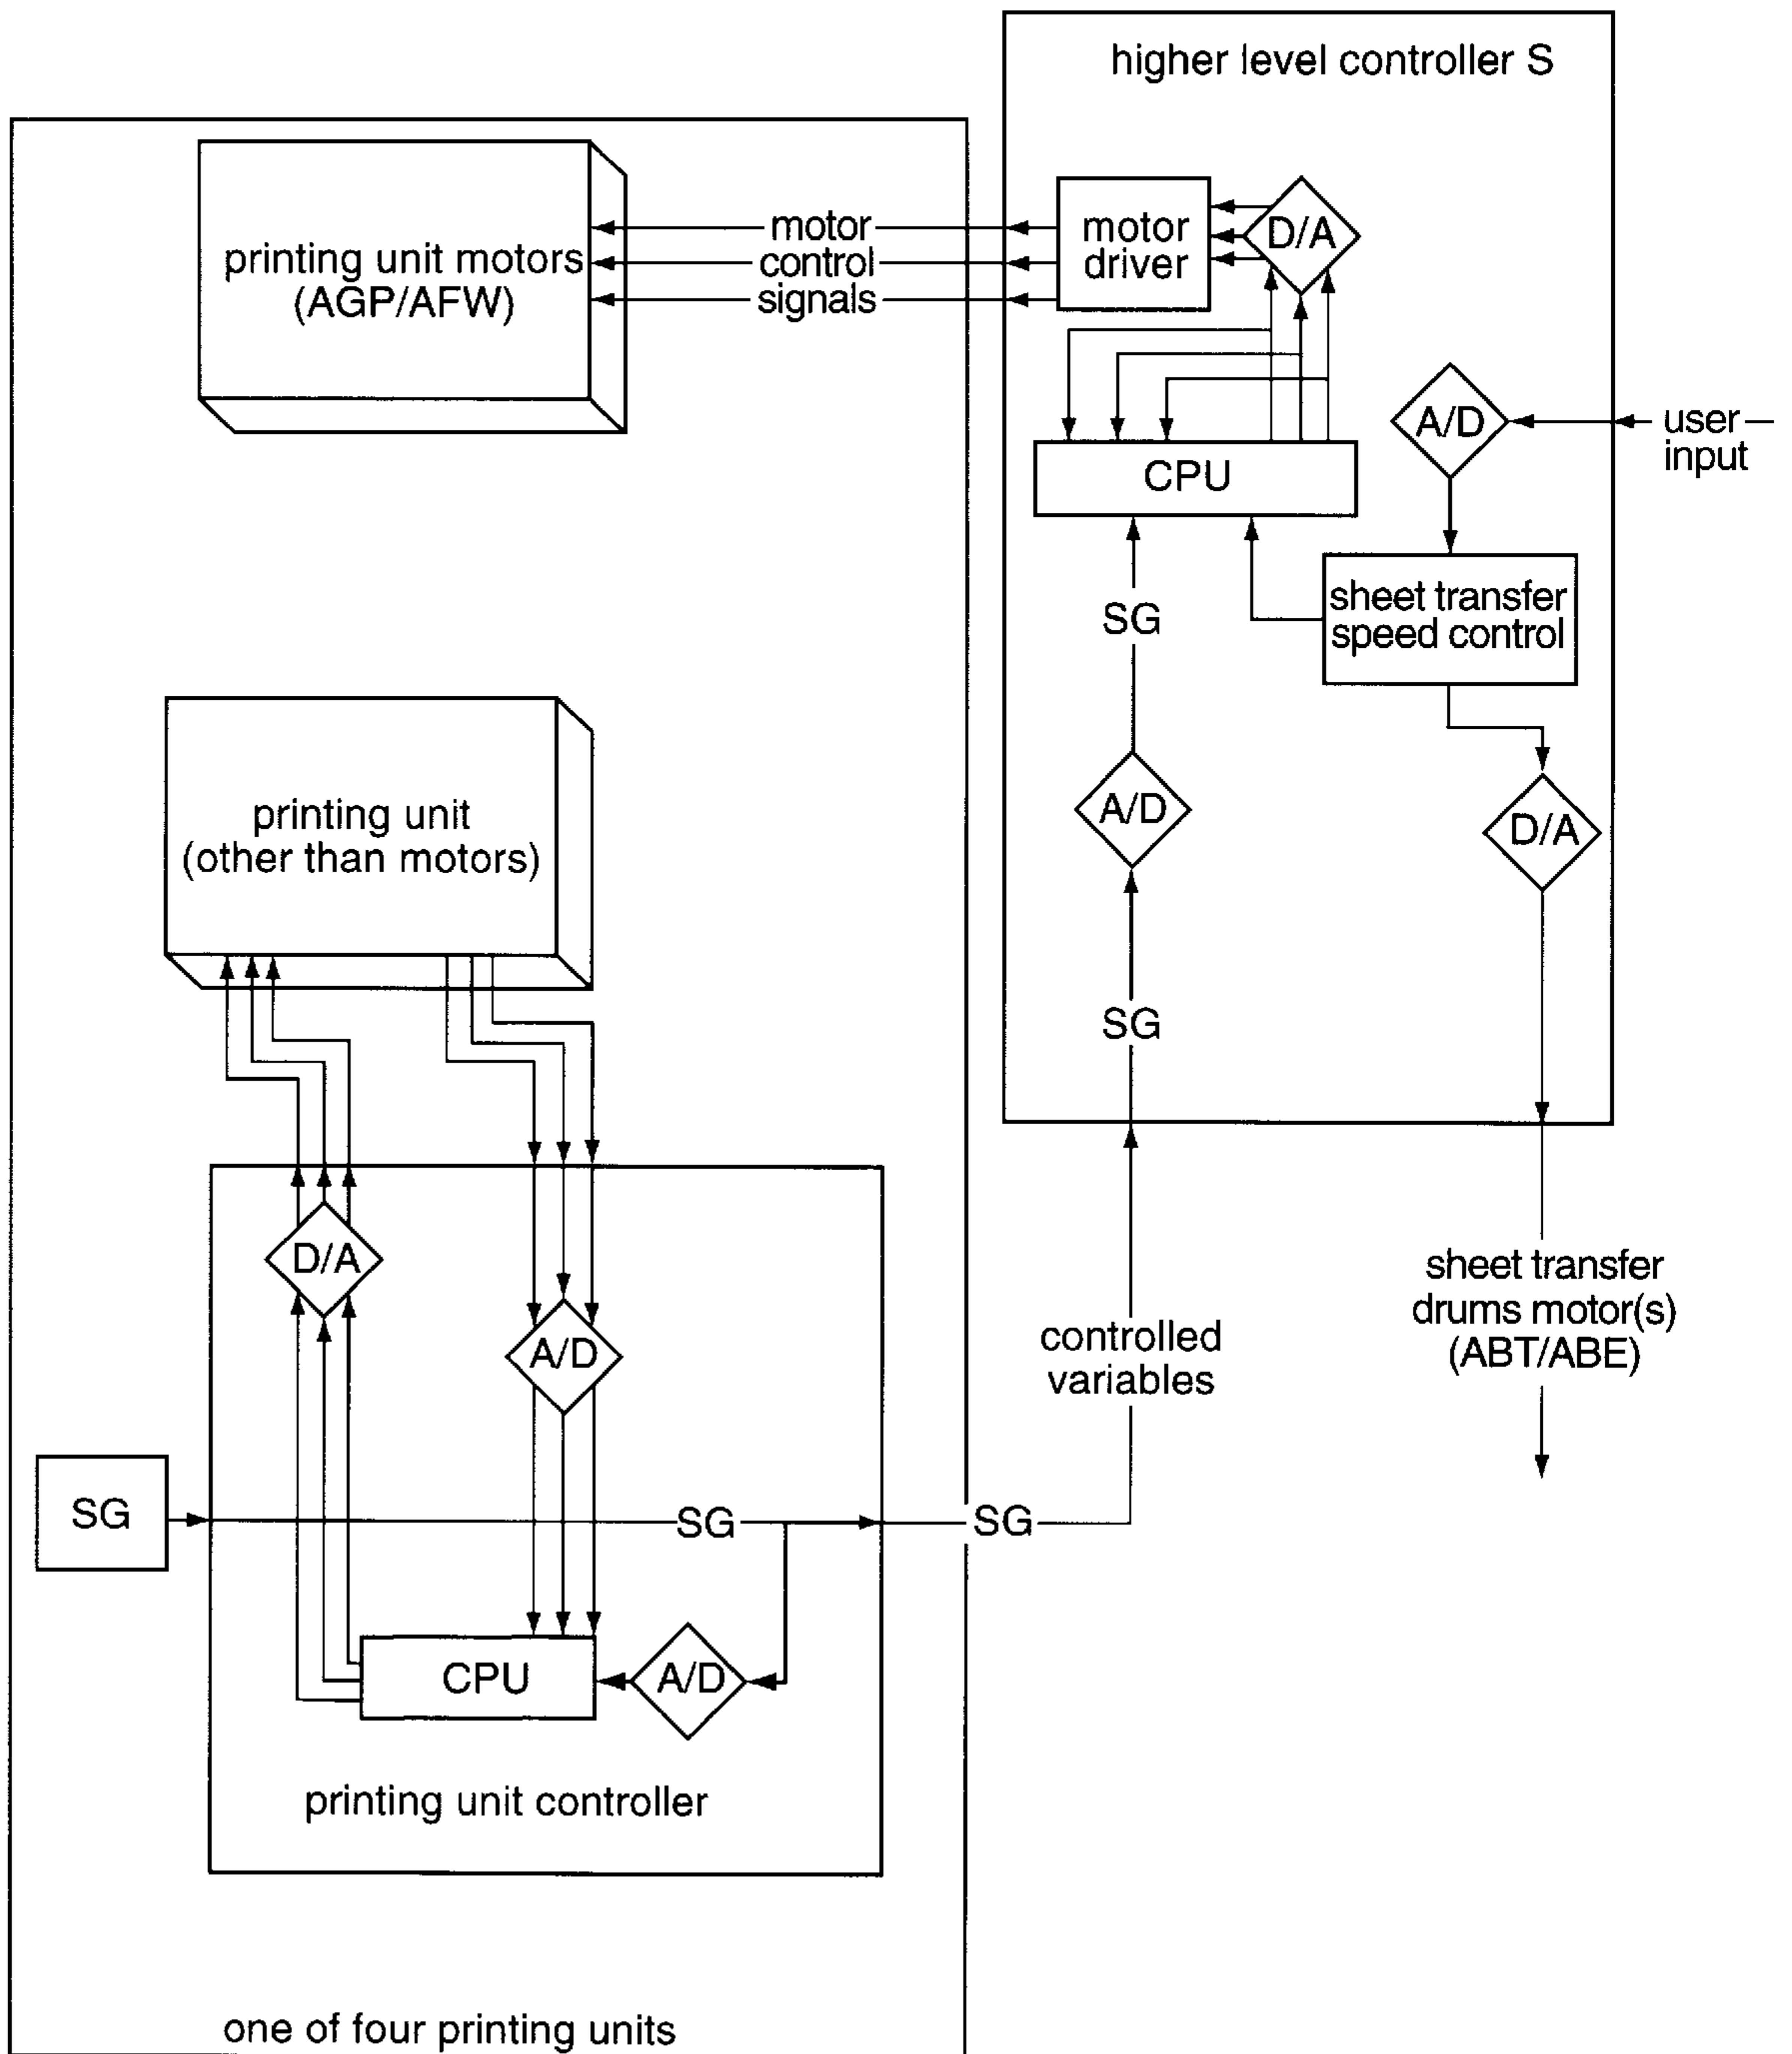 higher level controller S
printing unit motors
(AGP/AFW)
motor
control
signals
motor
driver
D/A
A/D
user
input
CPU
sheet transfer
speed control
SG
A/D
D/A
SG
printing unit
(other than motors)
D/A
A/D
sheet transfer
drums motor(s)
(ABT/ABE)
controlled
variables
SG
SG
SG
CPU
A/D
printing unit controller
one of four printing units